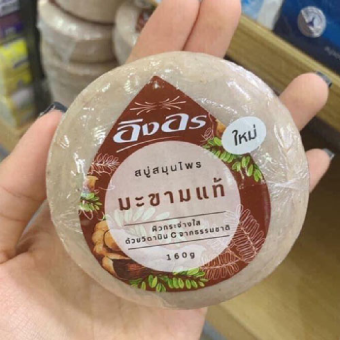 อิงอร
ใหม่
สบู่สมุนไพร
มะขามแท้
ผิวกระจ่างใส
ด้วยวิตามิน C จากธรรมชาติ
160g